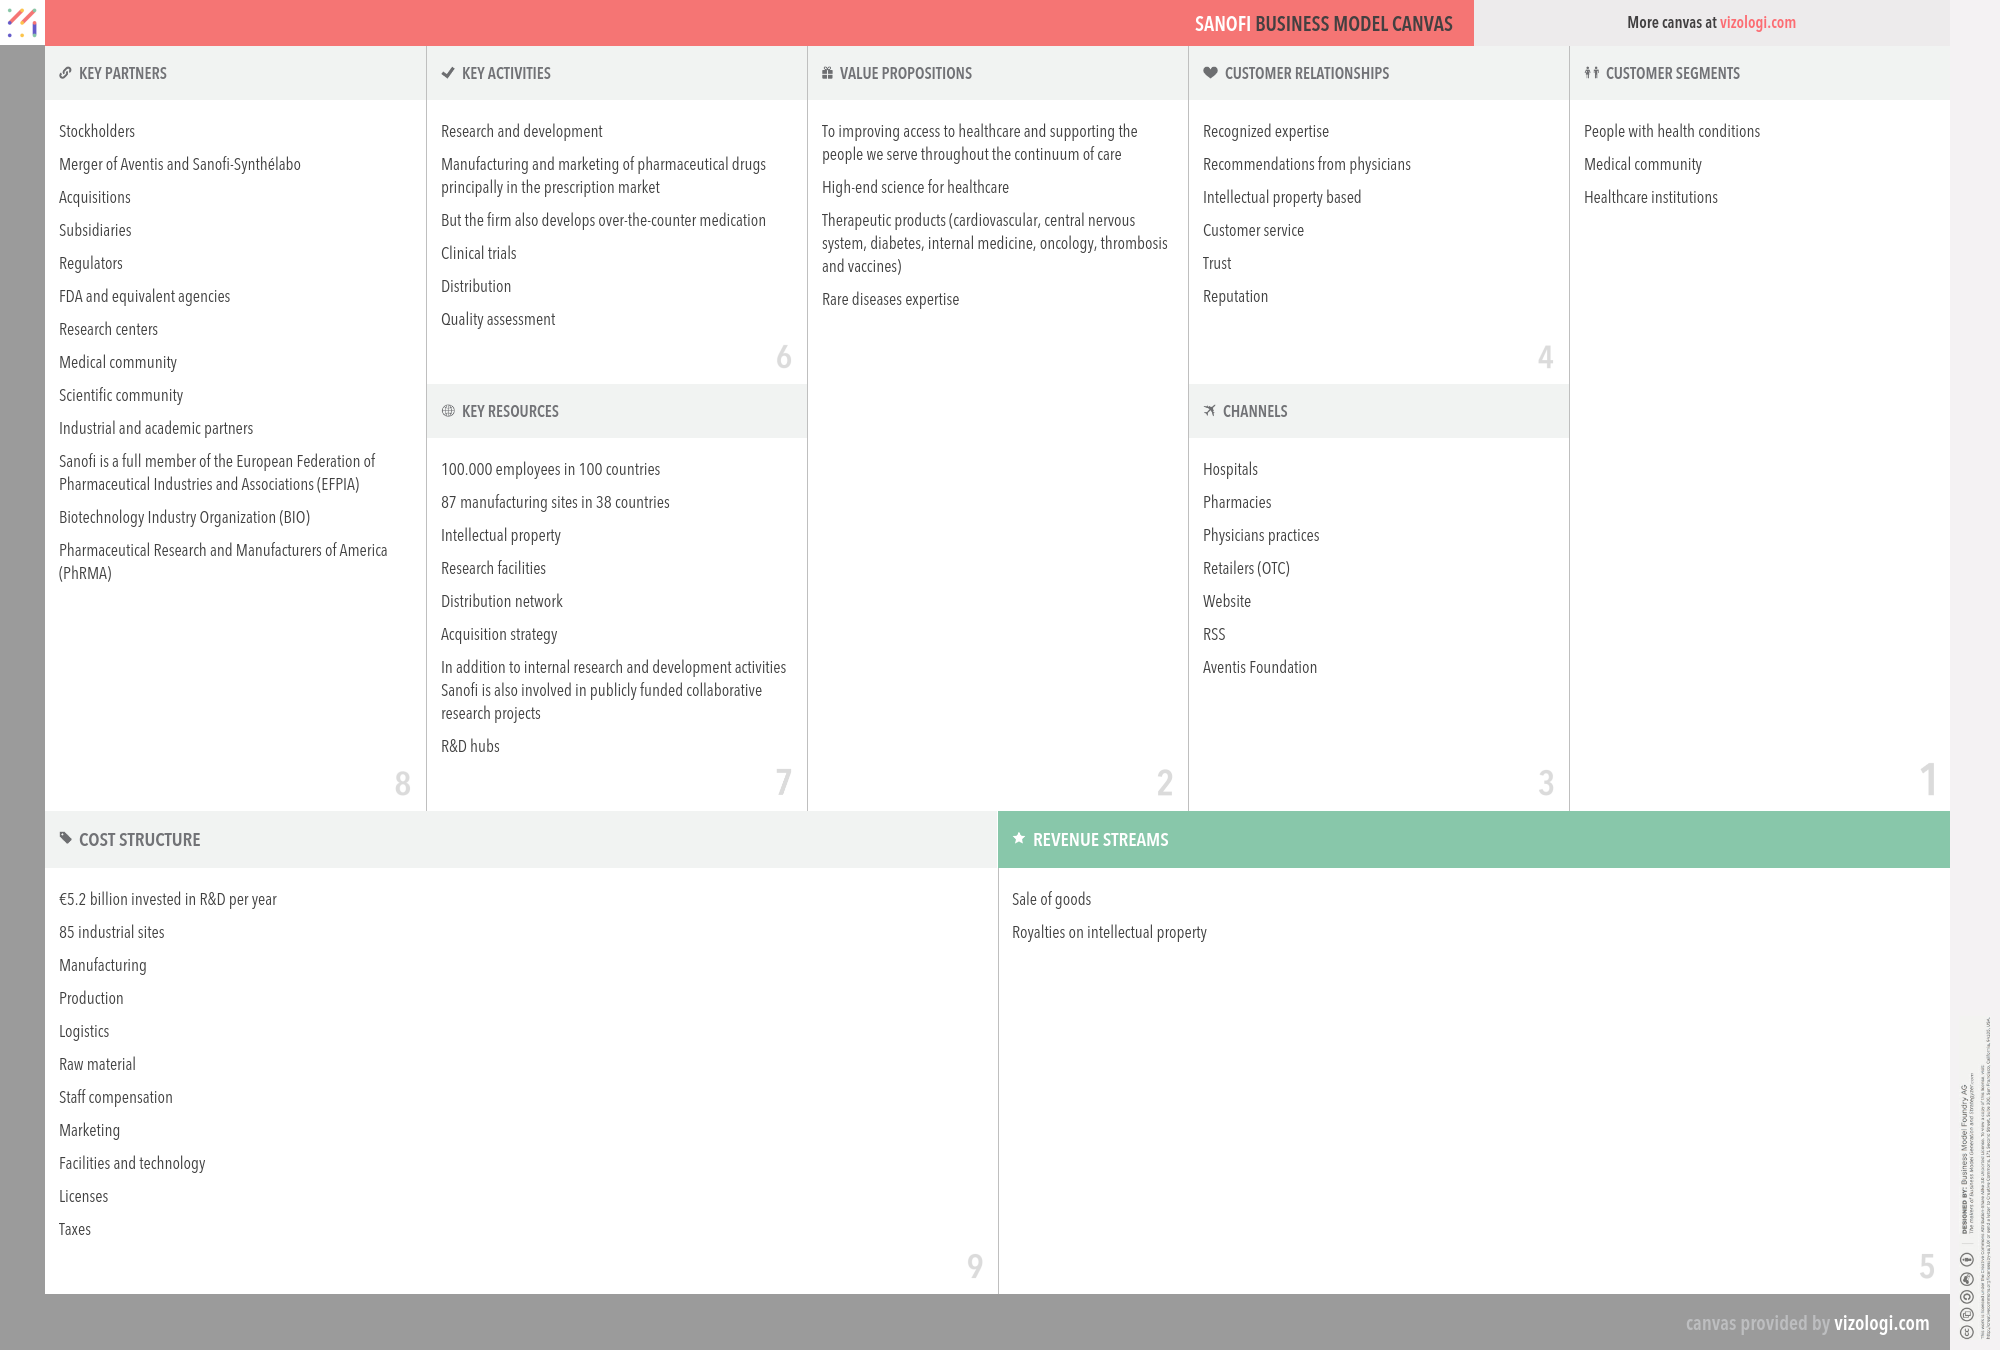 SANOFI BUSINESS MODEL CANVAS
More canvas at vizologi.com
KEY PARTNERS
Stockholders
Merger of Aventis and Sanofi-Synthélabo
Acquisitions
Subsidiaries
Regulators
FDA and equivalent agencies
Research centers
Medical community
Scientific community
Industrial and academic partners
Sanofi is a full member of the European Federation of
Pharmaceutical Industries and Associations (EFPIA)
Biotechnology Industry Organization (BIO)
Pharmaceutical Research and Manufacturers of America
(PhRMA)
8
KEY ACTIVITIES
Research and development
Manufacturing and marketing of pharmaceutical drugs
principally in the prescription market
But the firm also develops over-the-counter medication
Clinical trials
Distribution
Quality assessment
6
KEY RESOURCES
100.000 employees in 100 countries
87 manufacturing sites in 38 countries
Intellectual property
Research facilities
Distribution network
Acquisition strategy
In addition to internal research and development activities
Sanofi is also involved in publicly funded collaborative
research projects
R&D hubs
7
VALUE PROPOSITIONS
To improving access to healthcare and supporting the
people we serve throughout the continuum of care
High-end science for healthcare
Therapeutic products (cardiovascular, central nervous
system, diabetes, internal medicine, oncology, thrombosis
and vaccines)
Rare diseases expertise
2
CUSTOMER RELATIONSHIPS
Recognized expertise
Recommendations from physicians
Intellectual property based
Customer service
Trust
Reputation
4
CHANNELS
Hospitals
Pharmacies
Physicians practices
Retailers (OTC)
Website
RSS
Aventis Foundation
3
CUSTOMER SEGMENTS
People with health conditions
Medical community
Healthcare institutions
1
COST STRUCTURE
€5.2 billion invested in R&D per year
85 industrial sites
Manufacturing
Production
Logistics
Raw material
Staff compensation
Marketing
Facilities and technology
Licenses
Taxes
9
REVENUE STREAMS
Sale of goods
Royalties on intellectual property
5
DESIGNED BY: Business Model Foundry AG
The makers of Business Model Generation and Strategyzer.com
canvas provided by vizologi.com